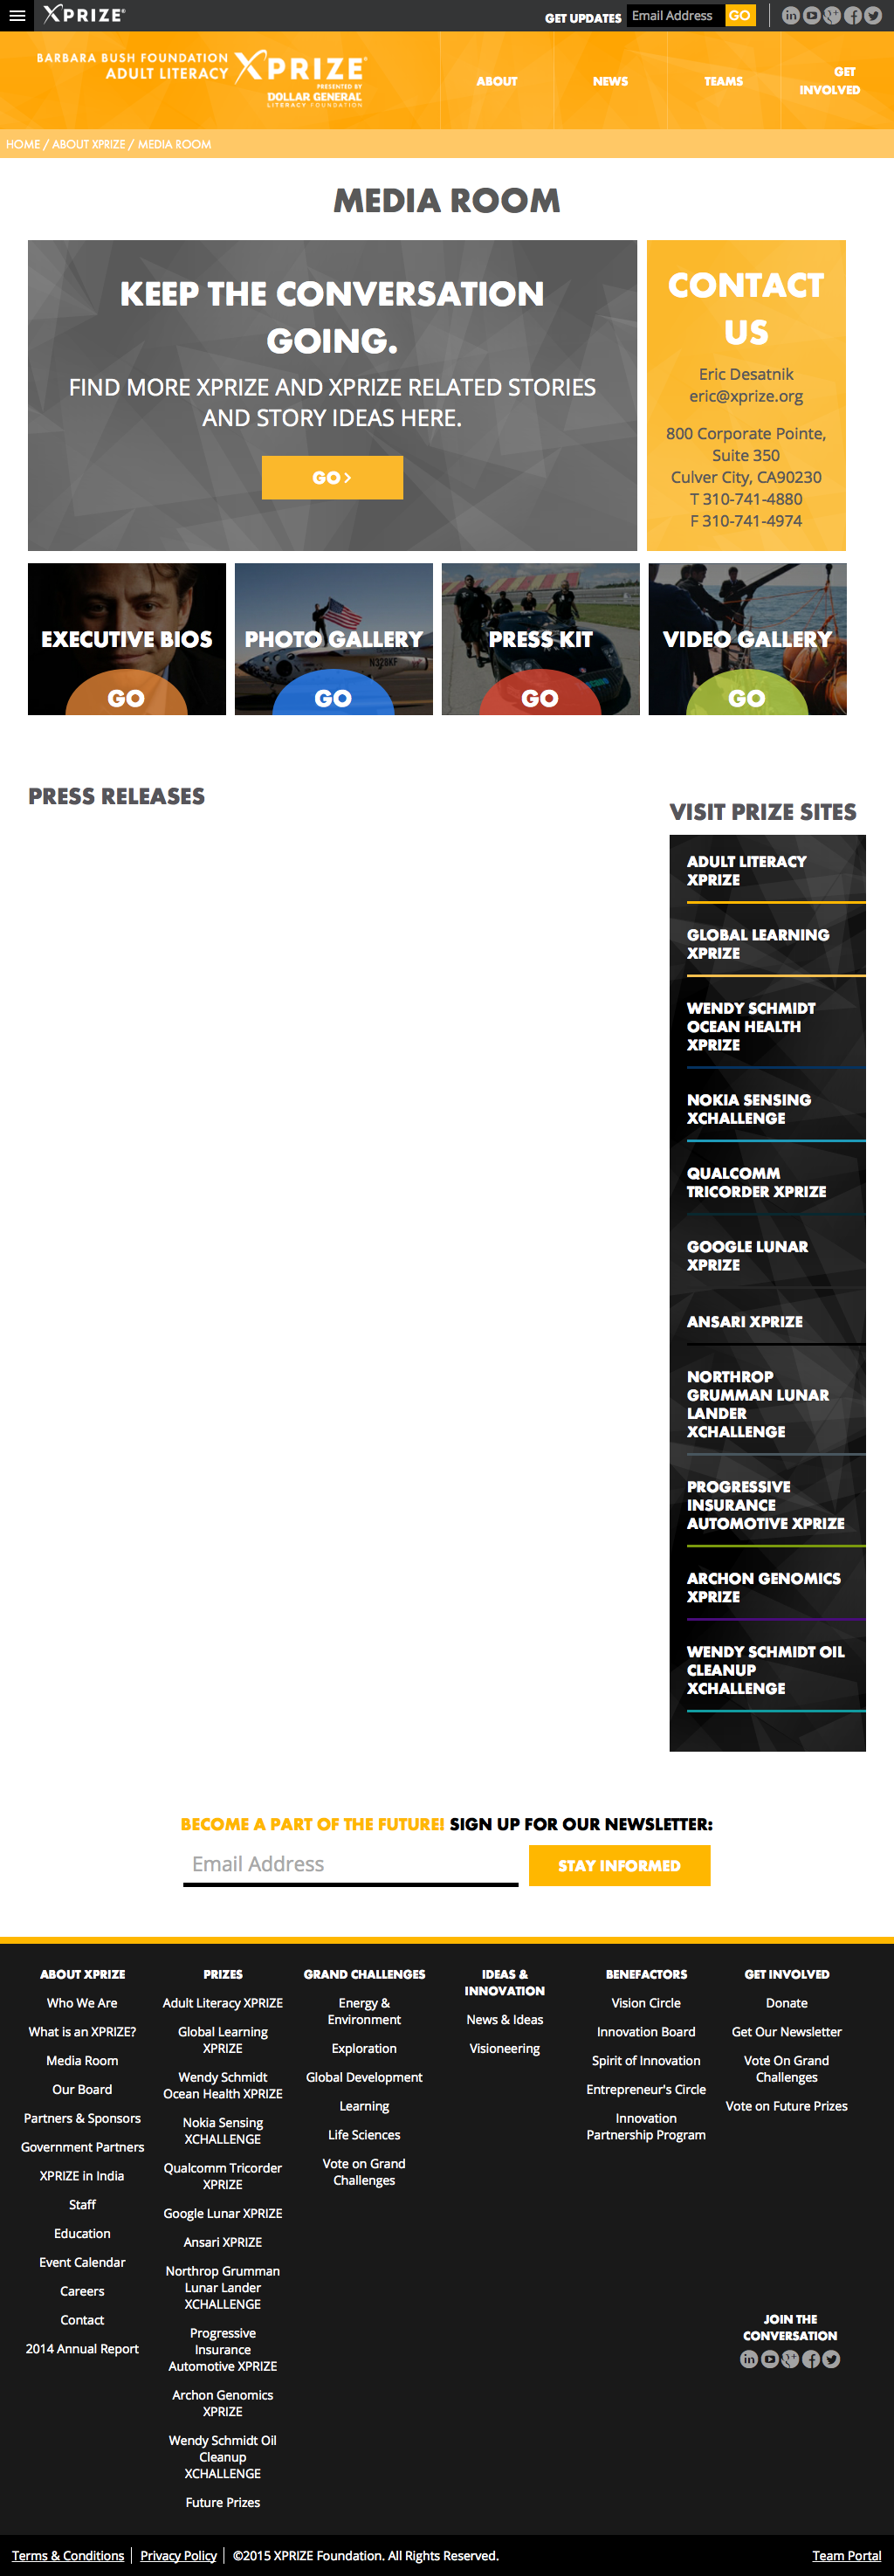 XPRIZE®
GET UPDATES
Email Address
GO
BARBARA BUSH FOUNDATION
ADULT LITERACY
XPRIZE®
PRESENTED BY
DOLLAR GENERAL
LITERACY FOUNDATION
ABOUT
NEWS
TEAMS
GET
INVOLVED
HOME / ABOUT XPRIZE / MEDIA ROOM
MEDIA ROOM
KEEP THE CONVERSATION
GOING.
FIND MORE XPRIZE AND XPRIZE RELATED STORIES
AND STORY IDEAS HERE.
GO >
CONTACT
US
Eric Desatnik
eric@xprize.org
800 Corporate Pointe,
Suite 350
Culver City, CA90230
T 310-741-4880
F 310-741-4974
EXECUTIVE BIOS
GO
PHOTO GALLERY
N328KF
GO
PRESS KIT
GO
VIDEO GALLERY
GO
PRESS RELEASES
VISIT PRIZE SITES
ADULT LITERACY
XPRIZE
GLOBAL LEARNING
XPRIZE
WENDY SCHMIDT
OCEAN HEALTH
XPRIZE
NOKIA SENSING
XCHALLENGE
QUALCOMM
TRICORDER XPRIZE
GOOGLE LUNAR
XPRIZE
ANSARI XPRIZE
NORTHROP
GRUMMAN LUNAR
LANDER
XCHALLENGE
PROGRESSIVE
INSURANCE
AUTOMOTIVE XPRIZE
ARCHON GENOMICS
XPRIZE
WENDY SCHMIDT OIL
CLEANUP
XCHALLENGE
BECOME A PART OF THE FUTURE! SIGN UP FOR OUR NEWSLETTER:
Email Address
STAY INFORMED
ABOUT XPRIZE
Who We Are
What is an XPRIZE?
Media Room
Our Board
Partners & Sponsors
Government Partners
XPRIZE in India
Staff
Education
Event Calendar
Careers
Contact
2014 Annual Report
PRIZES
Adult Literacy XPRIZE
Global Learning
XPRIZE
Wendy Schmidt
Ocean Health XPRIZE
Nokia Sensing
XCHALLENGE
Qualcomm Tricorder
XPRIZE
Google Lunar XPRIZE
Ansari XPRIZE
Northrop Grumman
Lunar Lander
XCHALLENGE
Progressive
Insurance
Automotive XPRIZE
Archon Genomics
XPRIZE
Wendy Schmidt Oil
Cleanup
XCHALLENGE
Future Prizes
GRAND CHALLENGES
Energy &
Environment
Exploration
Global Development
Learning
Life Sciences
Vote on Grand
Challenges
IDEAS &
INNOVATION
News & Ideas
Visioneering
BENEFACTORS
Vision Circle
Innovation Board
Spirit of Innovation
Entrepreneur's Circle
Innovation
Partnership Program
GET INVOLVED
Donate
Get Our Newsletter
Vote On Grand
Challenges
Vote on Future Prizes
JOIN THE
CONVERSATION
Terms & Conditions
Privacy Policy
©2015 XPRIZE Foundation. All Rights Reserved.
Team Portal